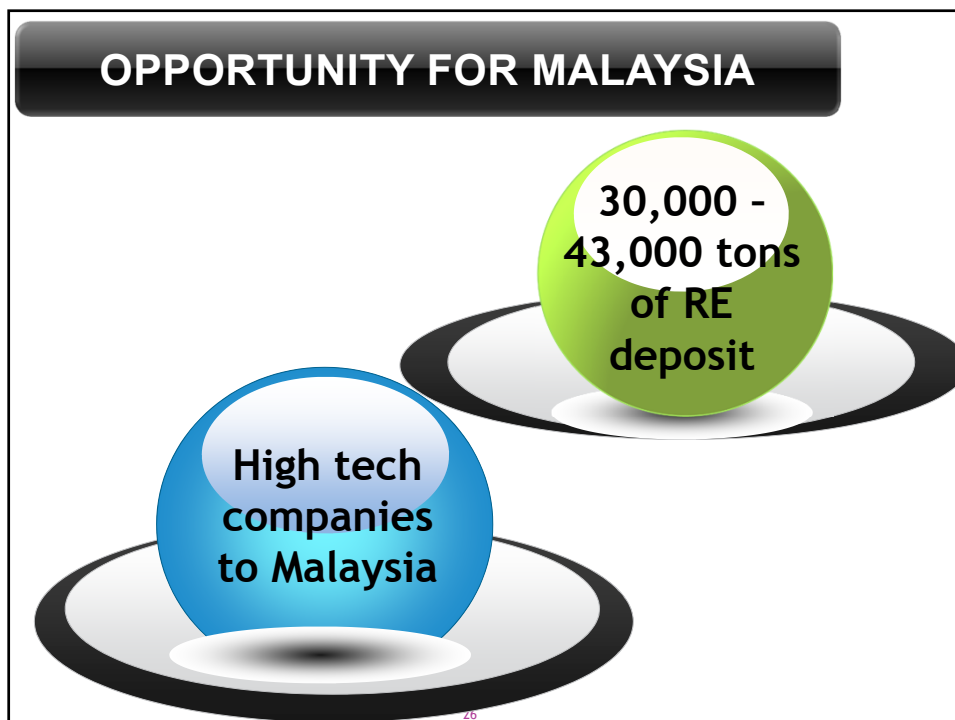 OPPORTUNITY FOR MALAYSIA
30,000 –
43,000 tons
of RE
deposit
High tech
companies
to Malaysia
26